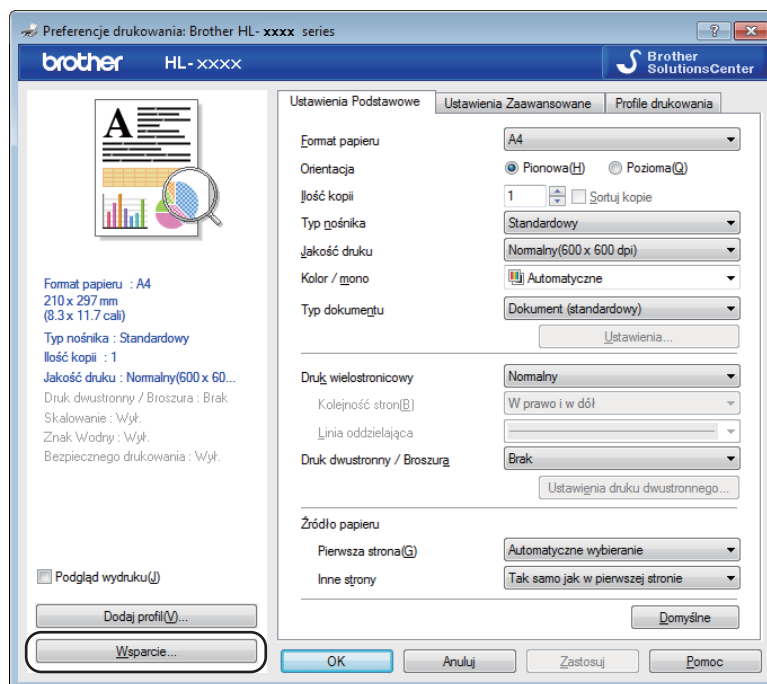 Preferencje drukowania: Brother HL- xxxx series
brother HL- xxxx
Brother
SolutionsCenter
A
Format papieru : A4
210 x 297 mm
(8.3 x 11.7 cali)
Typ nośnika : Standardowy
Ilość kopii : 1
Jakość druku : Normalny(600 x 60...
Druk dwustronny / Broszura : Brak
Skalowanie : Wył.
Znak Wodny : Wył.
Bezpiecznego drukowania : Wył.
Podgląd wydruku(J)
Dodaj profil(V)...
Wsparcie...
Ustawienia Podstawowe Ustawienia Zaawansowane Profile drukowania
Format papieru A4
Orientacja Pionowa(H) Pozioma(Q)
Ilość kopii 1 Sortuj kopie
Typ nośnika Standardowy
Jakość druku Normalny(600 x 600 dpi)
Kolor / mono Automatyczne
Typ dokumentu Dokument (standardowy)
Ustawienia...
Druk wielostronicowy Normalny
Kolejność stron(B) W prawo i w dół
Linia oddzielająca
Druk dwustronny / Broszura Brak
Ustawienia druku dwustronnego...
Źródło papieru
Pierwsza strona(G) Automatyczne wybieranie
Inne strony Tak samo jak w pierwszej stronie
Domyślne
OK Anuluj Zastosuj Pomoc